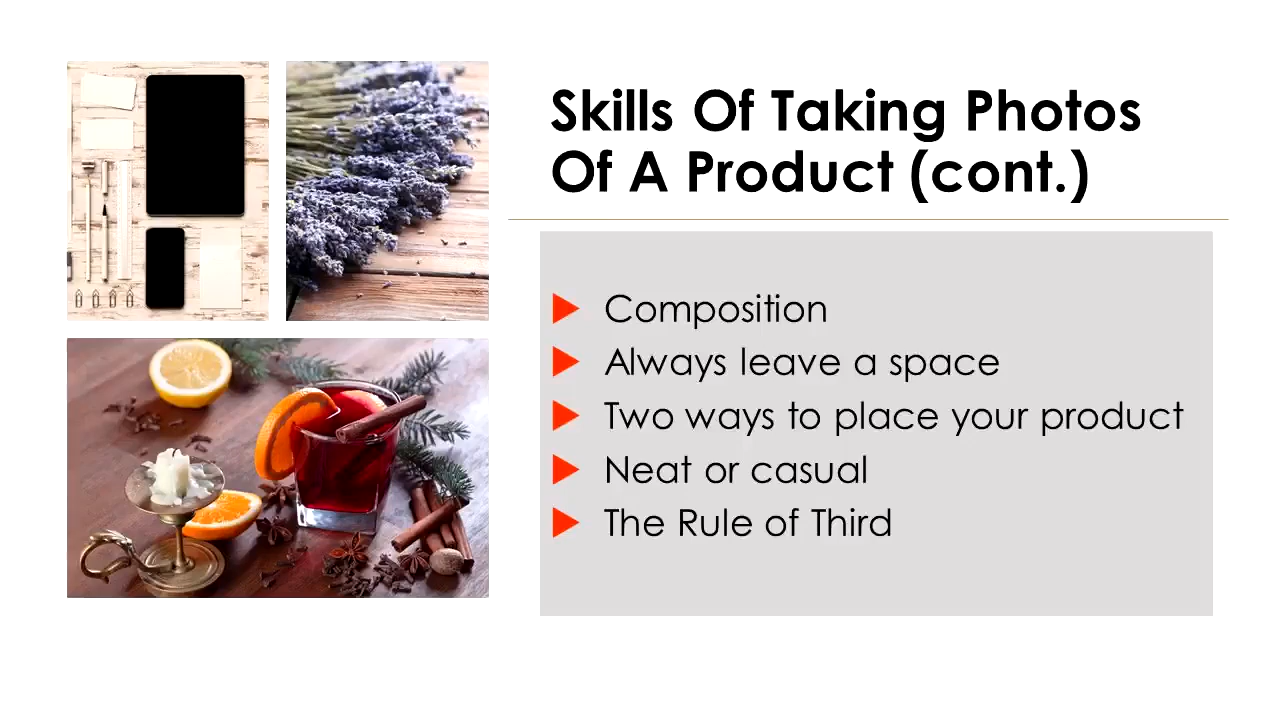 Skills Of Taking Photos
Of A Product (cont.)
Composition
Always leave a space
Two ways to place your product
Neat or casual
The Rule of Third